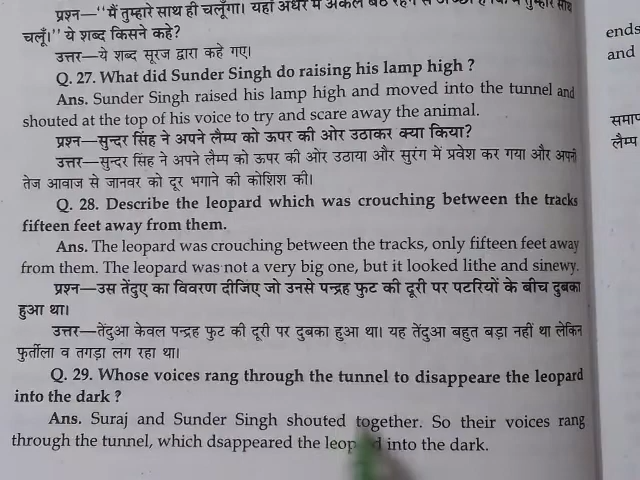 प्रश्न—"मैं तुम्हारे साथ ही चलूँगा। यहाँ अंधेरे में अकेले बैठे रहने से अच्छा है कि मैं तुम्हारे साथ
चलूँ।" ये शब्द किसने कहे?
उत्तर—ये शब्द सूरज द्वारा कहे गए।
Q. 27. What did Sunder Singh do raising his lamp high ?
Ans. Sunder Singh raised his lamp high and moved into the tunnel and
shouted at the top of his voice to try and scare away the animal.
प्रश्न—सुन्दर सिंह ने अपने लैम्प को ऊपर की ओर उठाकर क्या किया?
उत्तर—सुन्दर सिंह ने अपने लैम्प को ऊपर की ओर उठाया और सुरंग में प्रवेश कर गया और अपनी
तेज आवाज से जानवर को दूर भगाने की कोशिश की।
Q. 28. Describe the leopard which was crouching between the tracks
fifteen feet away from them.
Ans. The leopard was crouching between the tracks, only fifteen feet away
from them. The leopard was not a very big one, but it looked lithe and sinewy.
प्रश्न—उस तेंदुए का विवरण दीजिए जो उनसे पन्द्रह फुट की दूरी पर पटरियों के बीच दुबका
हुआ था।
उत्तर—तेंदुआ केवल पन्द्रह फुट की दूरी पर दुबका हुआ था। यह तेंदुआ बहुत बड़ा नहीं था लेकिन
फुर्तीला व तगड़ा लग रहा था।
Q. 29. Whose voices rang through the tunnel to disappeare the leopard
into the dark ?
Ans. Suraj and Sunder Singh shouted together. So their voices rang
through the tunnel, which dsappeared the leopard into the dark.
ends
and
समाप
लैम्प